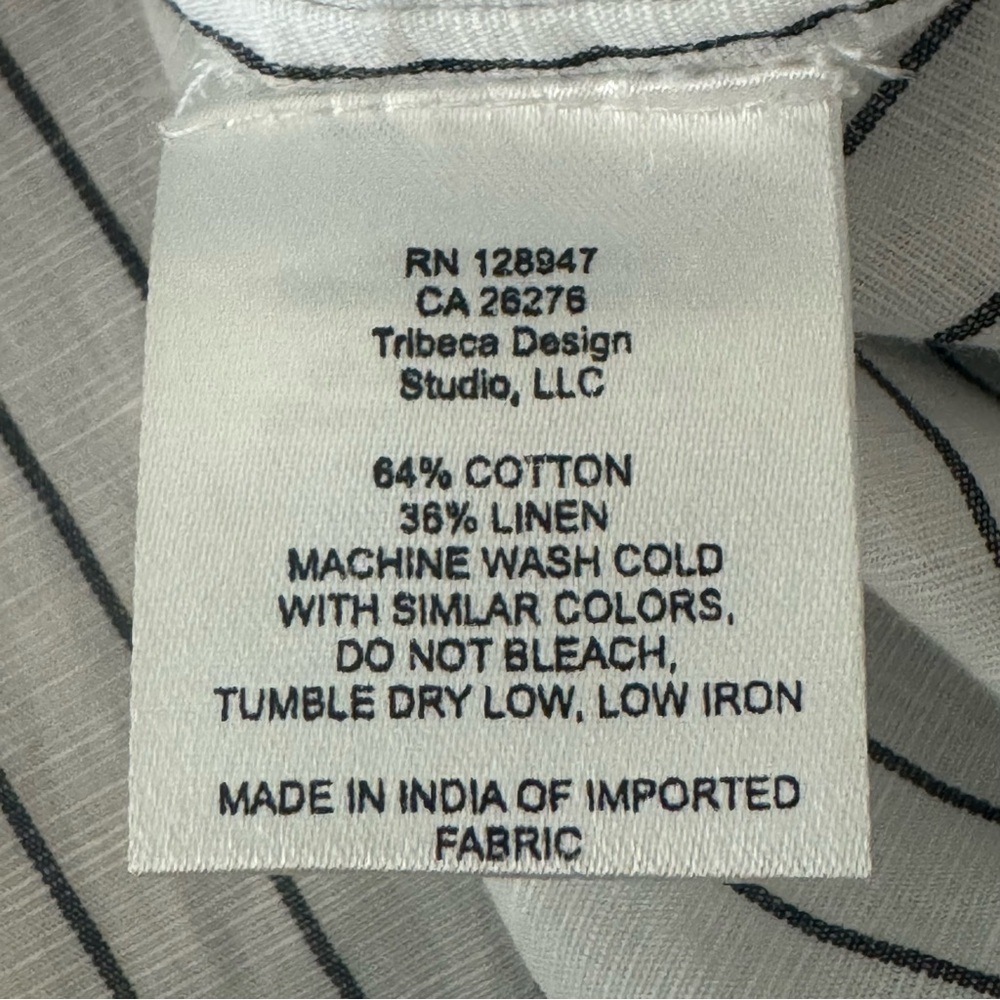 RN 128947
CA 26276
Tribeca Design
Studio, LLC
64% COTTON
36% LINEN
MACHINE WASH COLD
WITH SIMLAR COLORS,
DO NOT BLEACH,
TUMBLE DRY LOW, LOW IRON
MADE IN INDIA OF IMPORTED
FABRIC